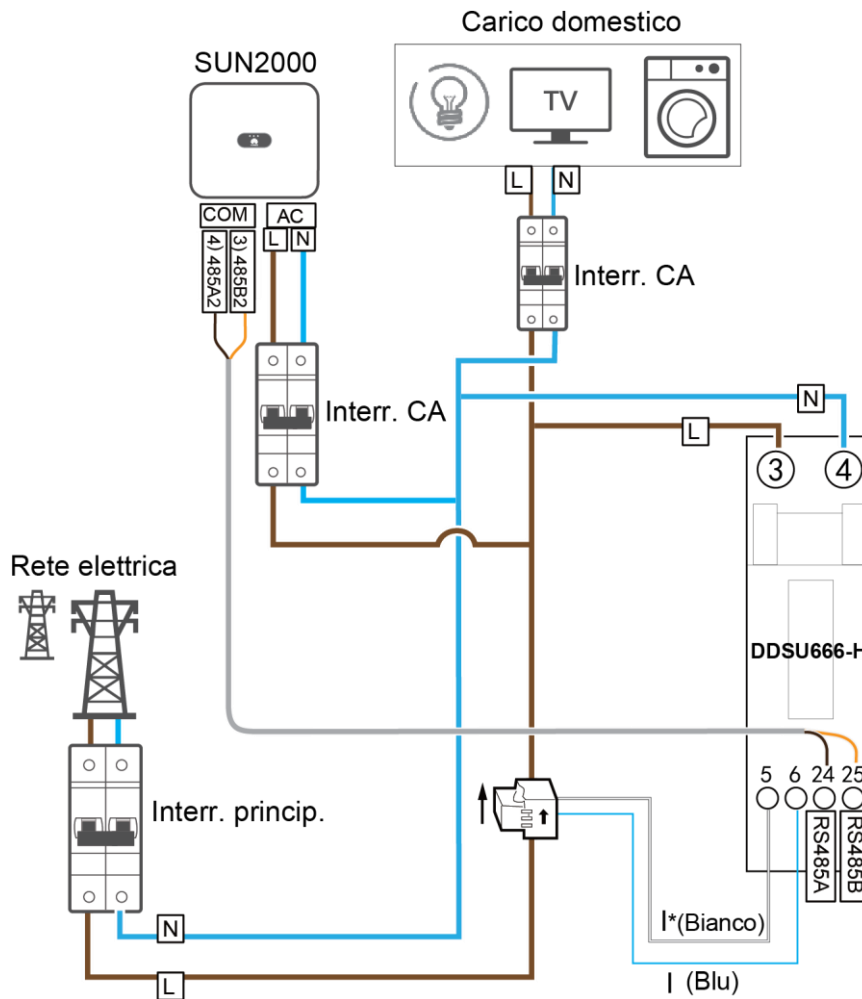 Carico domestico
SUN2000
TV
COM
AC
L
N
4) 485A2
3) 485B2
L
N
Interr. CA
Interr. CA
N
L
3
4
Rete elettrica
DDSU666-H
5
6
24
25
RS485A
RS485B
Interr. princip.
I*(Bianco)
N
L
I (Blu)